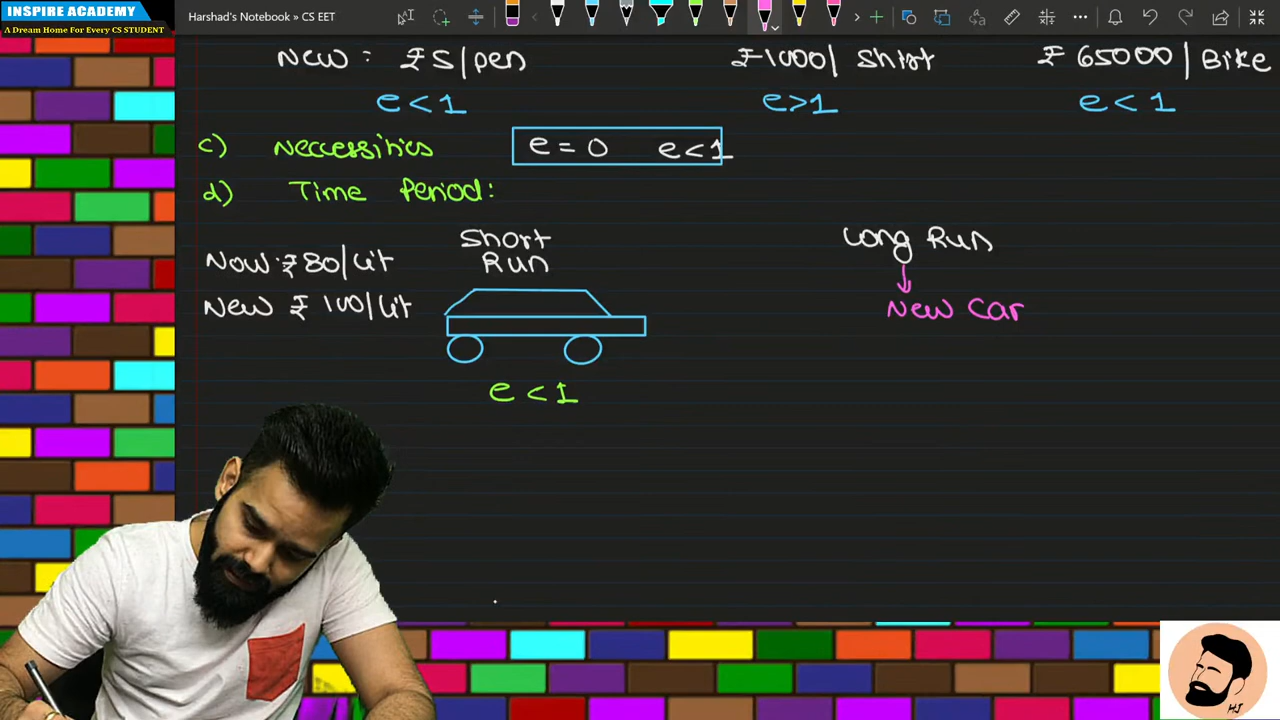 INSPIRE ACADEMY
A Dream Home For Every CS STUDENT
Harshad's Notebook » CS EET
New : ₹5/pen
₹1000/ Shirt
₹ 65000 / Bike
e < 1
e>1
e < 1
c) Neccessities e = 0 e < 1
d) Time Period:
Short
Run
Long Run
Now : ₹80/Lit
New ₹ 100/Lit
New Car
e < 1
HJ